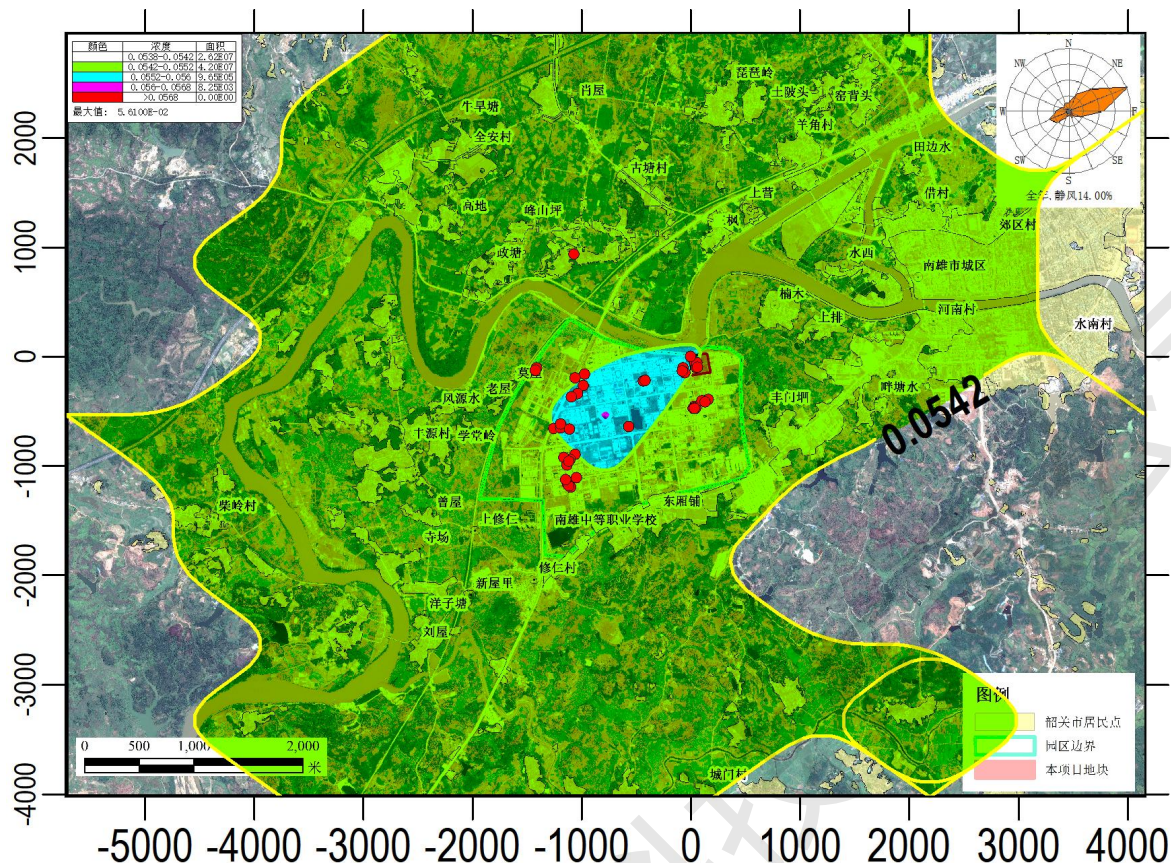 颜色 浓度 面积
0.0538-0.0542 2.62E07
0.0542-0.0552 4.20E07
0.0552-0.056 9.65E05
0.056-0.0568 8.25E03
>0.0568 0.00E00
最大值: 5.6100E-02
N
NW NE
W E
SW SE
S
全年,静风14.00%
琵琶岭
肖屋 土陂头 窑背头
牛旱塘
全安村 羊角村
田边水
古塘村
上营 借村
高地 峰山坪 枫 郊区村
政塘 水西
南雄市城区
楠木
上排 河南村
水南村
莫屋
老屋 畔塘水
风源水 丰门坰
学堂岭
0.0542
柴岭村 曾屋 东厢铺
上修仁 南雄中等职业学校
寺场
修仁村
新屋里
洋子塘
刘屋
城门村
图例
韶关市居民点
园区边界
本项目地块
0 500 1,000 2,000
米
2000
1000
0
-1000
-2000
-3000
-4000
-5000 -4000 -3000 -2000 -1000 0 1000 2000 3000 4000